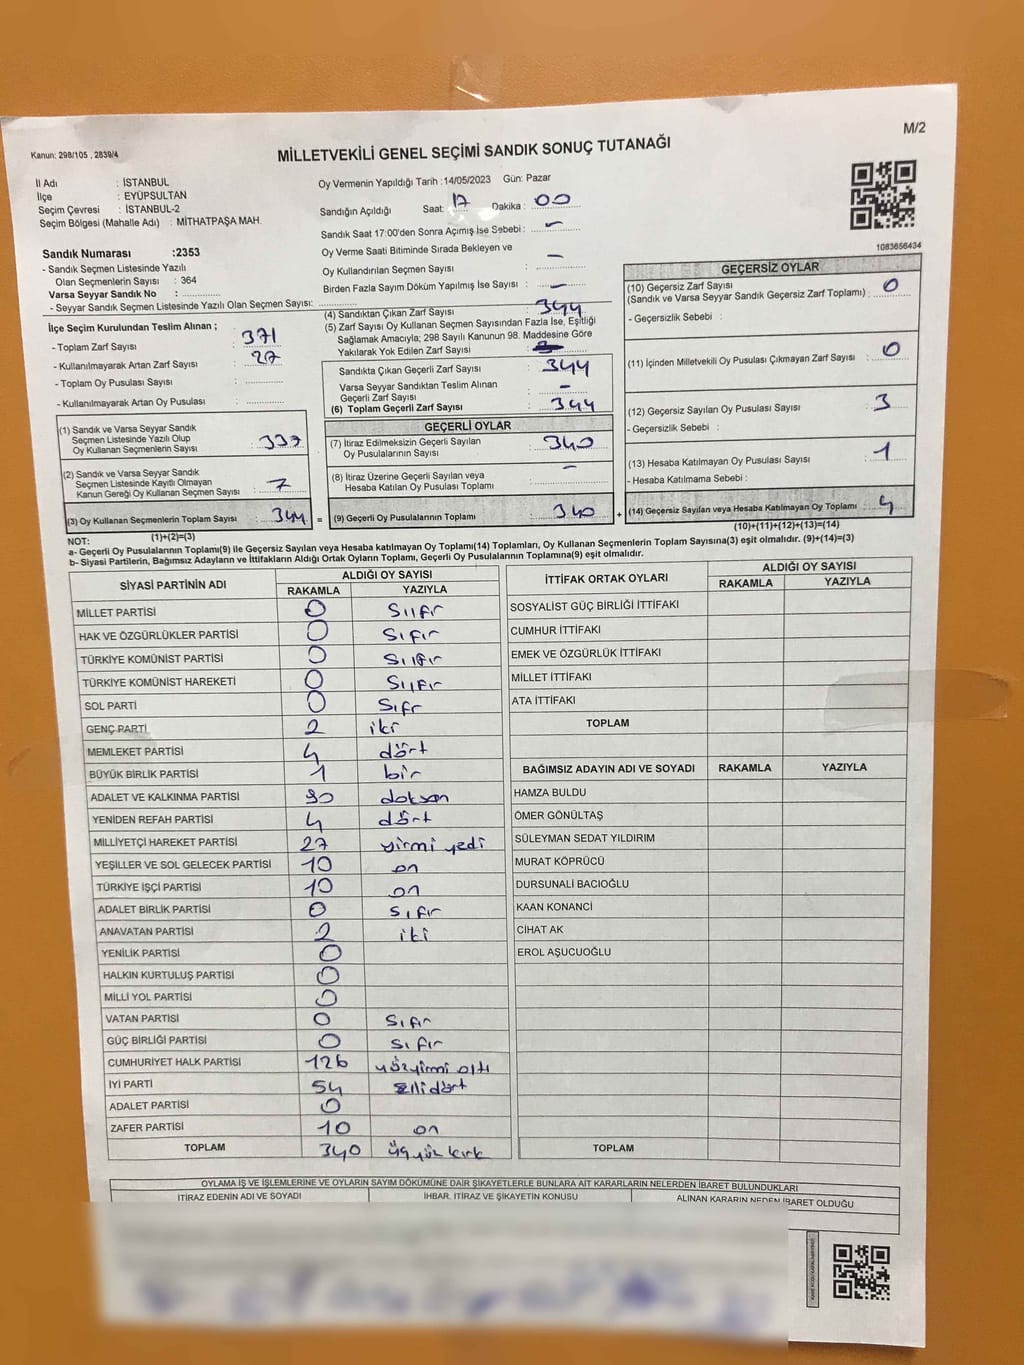 M/2
Kanun: 298/105 , 2839/4
MİLLETVEKİLİ GENEL SEÇİMİ SANDIK SONUÇ TUTANAĞI
İl Adı : İSTANBUL
İlçe : EYÜPSULTAN
Seçim Çevresi : İSTANBUL-2
Seçim Bölgesi (Mahalle Adı) : MİTHATPAŞA MAH.
Oy Vermenin Yapıldığı Tarih :14/05/2023 Gün: Pazar
Sandığın Açıldığı Saat: 17 Dakika : 00
Sandık Saat 17:00'den Sonra Açımış İse Sebebi : -
Oy Verme Saati Bitiminde Sırada Bekleyen ve
Oy Kullandırılan Seçmen Sayısı : -
Birden Fazla Sayım Döküm Yapılmış İse Sayısı : -
1083656434
Sandık Numarası :2353
- Sandık Seçmen Listesinde Yazılı
Olan Seçmenlerin Sayısı : 364
Varsa Seyyar Sandık No :
- Seyyar Sandık Seçmen Listesinde Yazılı Olan Seçmen Sayısı:
İlçe Seçim Kurulundan Teslim Alınan ;
- Toplam Zarf Sayısı : 371
- Kullanılmayarak Artan Zarf Sayısı : 27
- Toplam Oy Pusulası Sayısı :
- Kullanılmayarak Artan Oy Pusulası :
(1) Sandık ve Varsa Seyyar Sandık
Seçmen Listesinde Yazılı Olup
Oy Kullanan Seçmenlerin Sayısı : 337
(2) Sandık ve Varsa Seyyar Sandık
Seçmen Listesinde Kayıtlı Olmayan
Kanun Gereği Oy Kullanan Seçmen Sayısı : 7
(3) Oy Kullanan Seçmenlerin Toplam Sayısı : 344
(1)+(2)=(3)
(4) Sandıktan Çıkan Zarf Sayısı : 344
(5) Zarf Sayısı Oy Kullanan Seçmen Sayısından Fazla İse, Eşitliği
Sağlamak Amacıyla; 298 Sayılı Kanunun 98. Maddesine Göre
Yakılarak Yok Edilen Zarf Sayısı :
Sandıkta Çıkan Geçerli Zarf Sayısı : 344
Varsa Seyyar Sandıktan Teslim Alınan
Geçerli Zarf Sayısı : -
(6) Toplam Geçerli Zarf Sayısı : 344
GEÇERLİ OYLAR
(7) İtiraz Edilmeksizin Geçerli Sayılan
Oy Pusulalarının Sayısı : 340
(8) İtiraz Üzerine Geçerli Sayılan veya
Hesaba Katılan Oy Pusulası Toplamı : -
= (9) Geçerli Oy Pusulalarının Toplamı : 340
GEÇERSİZ OYLAR
(10) Geçersiz Zarf Sayısı
(Sandık ve Varsa Seyyar Sandık Geçersiz Zarf Toplamı) : 0
- Geçersizlik Sebebi :
(11) İçinden Milletvekili Oy Pusulası Çıkmayan Zarf Sayısı : 0
(12) Geçersiz Sayılan Oy Pusulası Sayısı : 3
- Geçersizlik Sebebi :
(13) Hesaba Katılmayan Oy Pusulası Sayısı : 1
- Hesaba Katılmama Sebebi :
+ (14) Geçersiz Sayılan veya Hesaba Katılmayan Oy Toplamı : 4
(10)+(11)+(12)+(13)=(14)
NOT:
a- Geçerli Oy Pusulalarının Toplamı(9) ile Geçersiz Sayılan veya Hesaba katılmayan Oy Toplamı(14) Toplamları, Oy Kullanan Seçmenlerin Toplam Sayısına(3) eşit olmalıdır. (9)+(14)=(3)
b- Siyasi Partilerin, Bağımsız Adayların ve İttifakların Aldığı Ortak Oyların Toplamı, Geçerli Oy Pusulalarının Toplamına(9) eşit olmalıdır.
SİYASİ PARTİNİN ADI ALDIĞI OY SAYISI
RAKAMLA YAZIYLA
MİLLET PARTİSİ 0 Sııfır
HAK VE ÖZGÜRLÜKLER PARTİSİ 0 Sıfır
TÜRKİYE KOMÜNİST PARTİSİ 0 Sıfır
TÜRKİYE KOMÜNİST HAREKETİ 0 Sııfır
SOL PARTİ 0 Sıfr
GENÇ PARTİ 2 iki
MEMLEKET PARTİSİ 4 dört
BÜYÜK BİRLİK PARTİSİ 1 bir
ADALET VE KALKINMA PARTİSİ 90 doksan
YENİDEN REFAH PARTİSİ 4 dört
MİLLİYETÇİ HAREKET PARTİSİ 27 yirmi yedi
YEŞİLLER VE SOL GELECEK PARTİSİ 10 on
TÜRKİYE İŞÇİ PARTİSİ 10 on
ADALET BİRLİK PARTİSİ 0 Sıfır
ANAVATAN PARTİSİ 2 iki
YENİLİK PARTİSİ 0
HALKIN KURTULUŞ PARTİSİ 0
MİLLİ YOL PARTİSİ 0
VATAN PARTİSİ 0 Sıfır
GÜÇ BİRLİĞİ PARTİSİ 0 Sıfır
CUMHURİYET HALK PARTİSİ 126 yüzyirmi altı
İYİ PARTİ 54 Ellidört
ADALET PARTİSİ 0
ZAFER PARTİSİ 10 on
TOPLAM 340 üçyüz kırk
İTTİFAK ORTAK OYLARI ALDIĞI OY SAYISI
RAKAMLA YAZIYLA
SOSYALİST GÜÇ BİRLİĞİ İTTİFAKI
CUMHUR İTTİFAKI
EMEK VE ÖZGÜRLÜK İTTİFAKI
MİLLET İTTİFAKI
ATA İTTİFAKI
TOPLAM
BAĞIMSIZ ADAYIN ADI VE SOYADI RAKAMLA YAZIYLA
HAMZA BULDU
ÖMER GÖNÜLTAŞ
SÜLEYMAN SEDAT YILDIRIM
MURAT KÖPRÜCÜ
DURSUNALİ BACIOĞLU
KAAN KONANCİ
CİHAT AK
EROL AŞUCUOĞLU
TOPLAM
OYLAMA İŞ VE İŞLEMLERİNE VE OYLARIN SAYIM DÖKÜMÜNE DAİR ŞİKAYETLERLE BUNLARA AİT KARARLARIN NELERDEN İBARET BULUNDUKLARI
İTİRAZ EDENİN ADI VE SOYADI İHBAR, İTİRAZ VE ŞİKAYETİN KONUSU ALINAN KARARIN NEDEN İBARET OLDUĞU